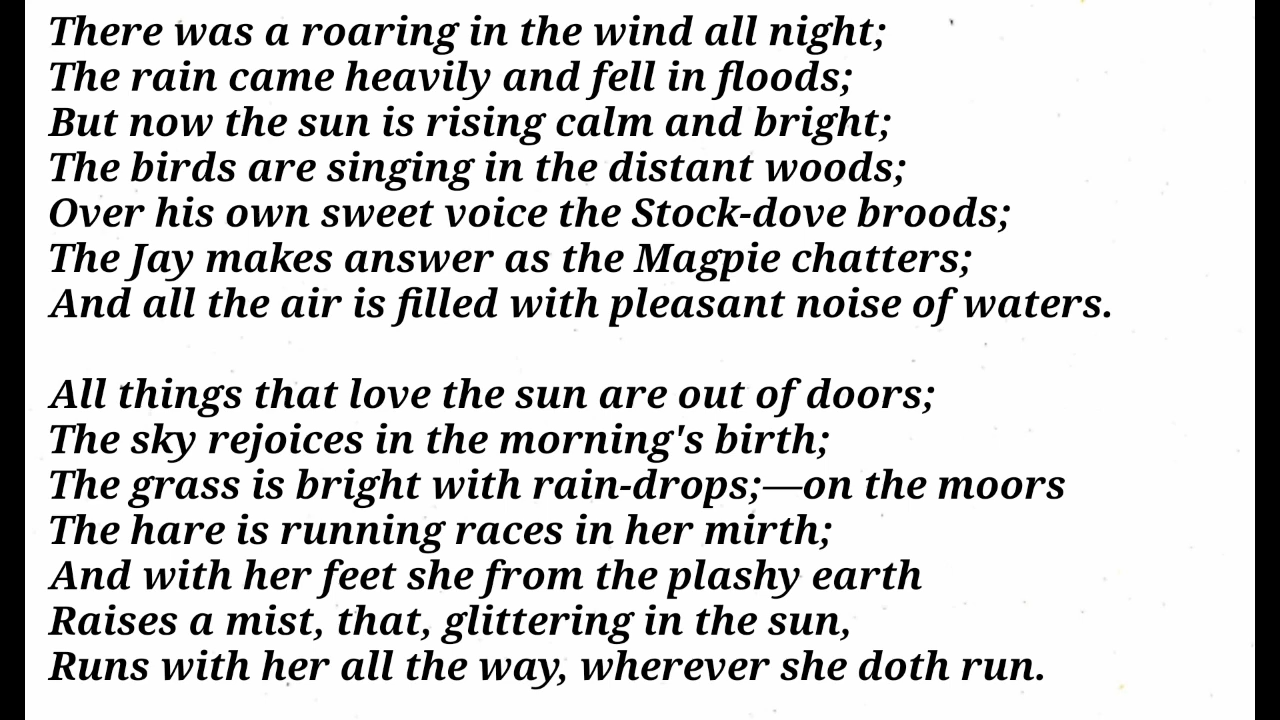 There was a roaring in the wind all night;
The rain came heavily and fell in floods;
But now the sun is rising calm and bright;
The birds are singing in the distant woods;
Over his own sweet voice the Stock-dove broods;
The Jay makes answer as the Magpie chatters;
And all the air is filled with pleasant noise of waters.

All things that love the sun are out of doors;
The sky rejoices in the morning's birth;
The grass is bright with rain-drops;—on the moors
The hare is running races in her mirth;
And with her feet she from the plashy earth
Raises a mist, that, glittering in the sun,
Runs with her all the way, wherever she doth run.